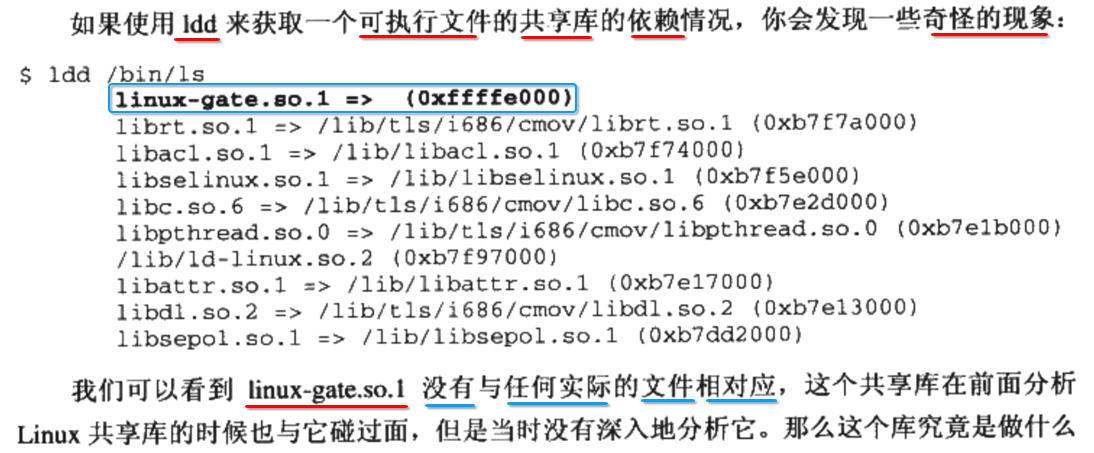 如果使用 ldd 来获取一个可执行文件的共享库的依赖情况，你会发现一些奇怪的现象：
$ ldd /bin/ls
linux-gate.so.1 =>  (0xffffe000)
librt.so.1 => /lib/tls/i686/cmov/librt.so.1 (0xb7f7a000)
libacl.so.1 => /lib/libacl.so.1 (0xb7f74000)
libselinux.so.1 => /lib/libselinux.so.1 (0xb7f5e000)
libc.so.6 => /lib/tls/i686/cmov/libc.so.6 (0xb7e2d000)
libpthread.so.0 => /lib/tls/i686/cmov/libpthread.so.0 (0xb7e1b000)
/lib/ld-linux.so.2 (0xb7f97000)
libattr.so.1 => /lib/libattr.so.1 (0xb7e17000)
libdl.so.2 => /lib/tls/i686/cmov/libdl.so.2 (0xb7e13000)
libsepol.so.1 => /lib/libsepol.so.1 (0xb7dd2000)
我们可以看到 linux-gate.so.1 没有与任何实际的文件相对应，这个共享库在前面分析
Linux 共享库的时候也与它碰过面，但是当时没有深入地分析它。那么这个库究竟是做什么